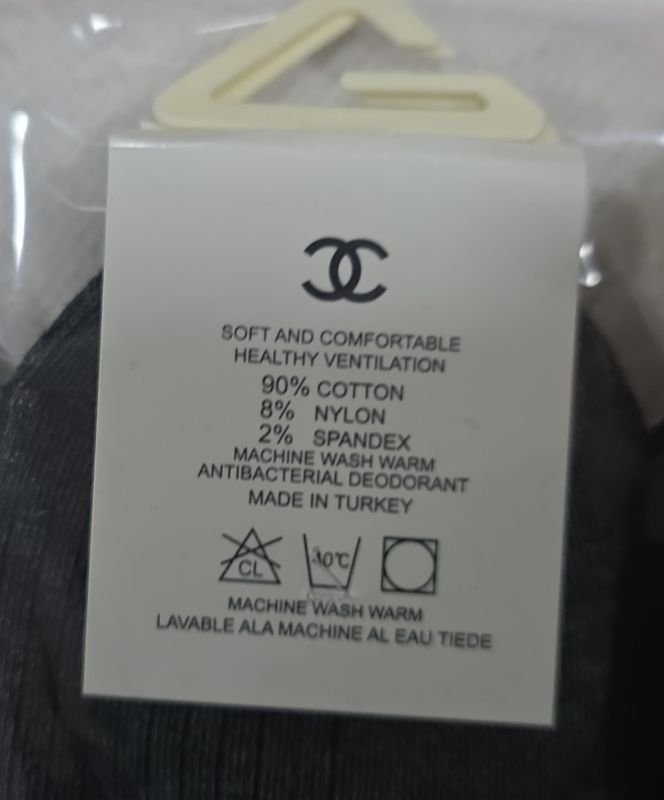 SOFT AND COMFORTABLE
HEALTHY VENTILATION
90% COTTON
8% NYLON
2% SPANDEX
MACHINE WASH WARM
ANTIBACTERIAL DEODORANT
MADE IN TURKEY
CL 40°C
MACHINE WASH WARM
LAVABLE ALA MACHINE AL EAU TIEDE